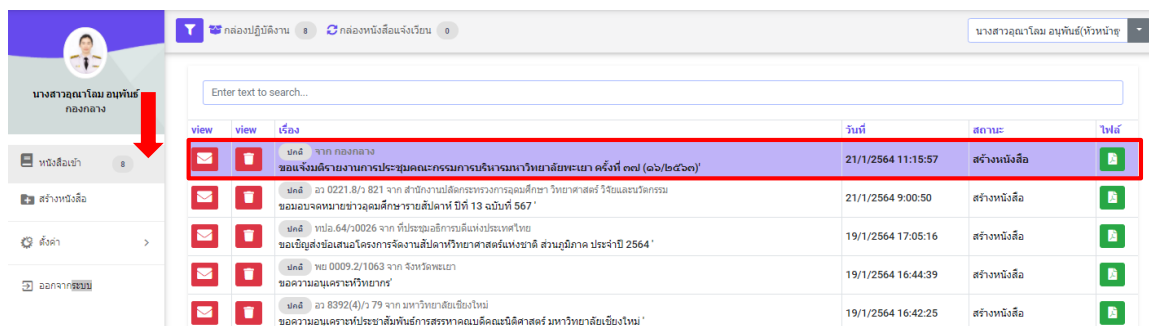 กล่องปฏิบัติงาน 8 กล่องหนังสือแจ้งเวียน 0
นางสาวอุณาโลม อนุพันธ์(หัวหน้าธุ
นางสาวอุณาโลม อนุพันธ์
กองกลาง
หนังสือเข้า 8
สร้างหนังสือ
ตั้งค่า
ออกจากระบบ
Enter text to search...
view view เรื่อง วันที่ สถานะ ไฟล์
ปกติ จาก กองกลาง
ขอแจ้งมติรายงานการประชุมคณะกรรมการบริหารมหาวิทยาลัยพะเยา ครั้งที่ ๓๗ (๑๖/๒๕๖๓)'
21/1/2564 11:15:57 สร้างหนังสือ
ปกติ อว 0221.8/ว 821 จาก สำนักงานปลัดกระทรวงการอุดมศึกษา วิทยาศาสตร์ วิจัยและนวัตกรรม
ขอมอบจดหมายข่าวอุดมศึกษารายสัปดาห์ ปีที่ 13 ฉบับที่ 567 '
21/1/2564 9:00:50 สร้างหนังสือ
ปกติ ทปอ.64/ว0026 จาก ที่ประชุมอธิการบดีแห่งประเทศไทย
ขอเชิญส่งข้อเสนอโครงการจัดงานสัปดาห์วิทยาศาสตร์แห่งชาติ ส่วนภูมิภาค ประจำปี 2564 '
19/1/2564 17:05:16 สร้างหนังสือ
ปกติ พย 0009.2/1063 จาก จังหวัดพะเยา
ขอความอนุเคราะห์วิทยากร'
19/1/2564 16:44:39 สร้างหนังสือ
ปกติ อว 8392(4)/ว 79 จาก มหาวิทยาลัยเชียงใหม่
ขอความอนุเคราะห์ประชาสัมพันธ์การสรรหาคณบดีคณะนิติศาสตร์ มหาวิทยาลัยเชียงใหม่ '
19/1/2564 16:42:25 สร้างหนังสือ